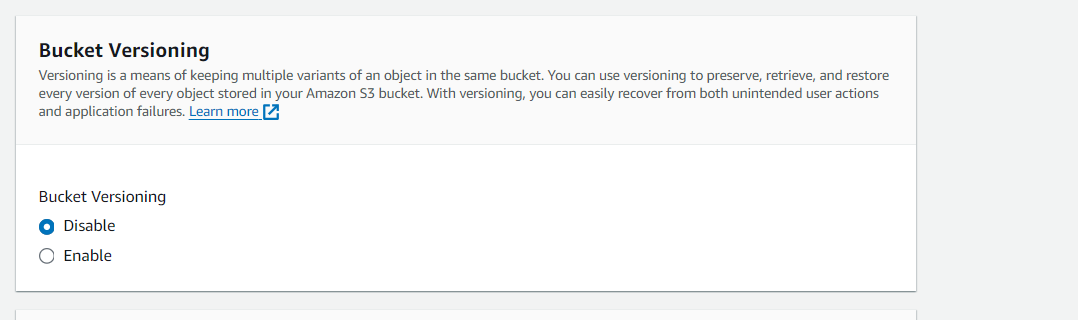 Bucket Versioning
Versioning is a means of keeping multiple variants of an object in the same bucket. You can use versioning to preserve, retrieve, and restore
every version of every object stored in your Amazon S3 bucket. With versioning, you can easily recover from both unintended user actions
and application failures. Learn more
Bucket Versioning
Disable
Enable